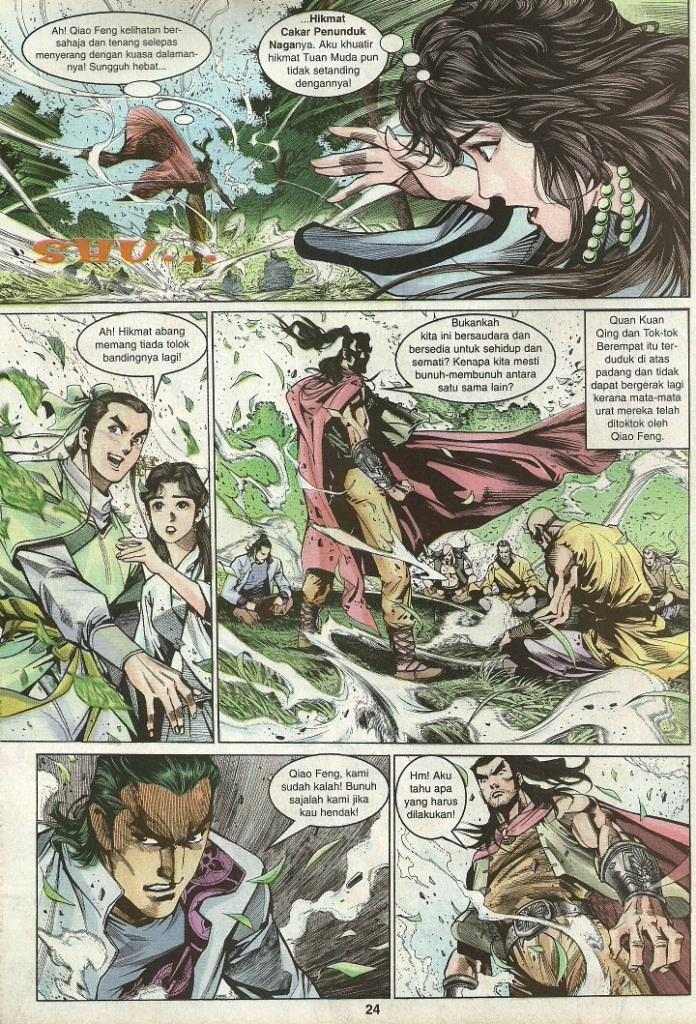 Ah! Qiao Feng kelihatan ber-
sahaja dan tenang selepas
menyerang dengan kuasa dalaman-
nya! Sungguh hebat...
...Hikmat
Cakar Penunduk
Naganya. Aku khuatir
hikmat Tuan Muda pun
tidak setanding
dengannya!
SHU...
Ah! Hikmat abang
memang tiada tolok
bandingnya lagi!
Bukankah
kita ini bersaudara dan
bersedia untuk sehidup dan
semati? Kenapa kita mesti
bunuh-membunuh antara
satu sama lain?
Quan Kuan
Qing dan Tok-tok
Berempat itu ter-
duduk di atas
padang dan tidak
dapat bergerak lagi
kerana mata-mata
urat mereka telah
ditoktok oleh
Qiao Feng.
Qiao Feng, kami
sudah kalah! Bunuh
sajalah kami jika
kau hendak!
Hm! Aku
tahu apa
yang harus
dilakukan!
24